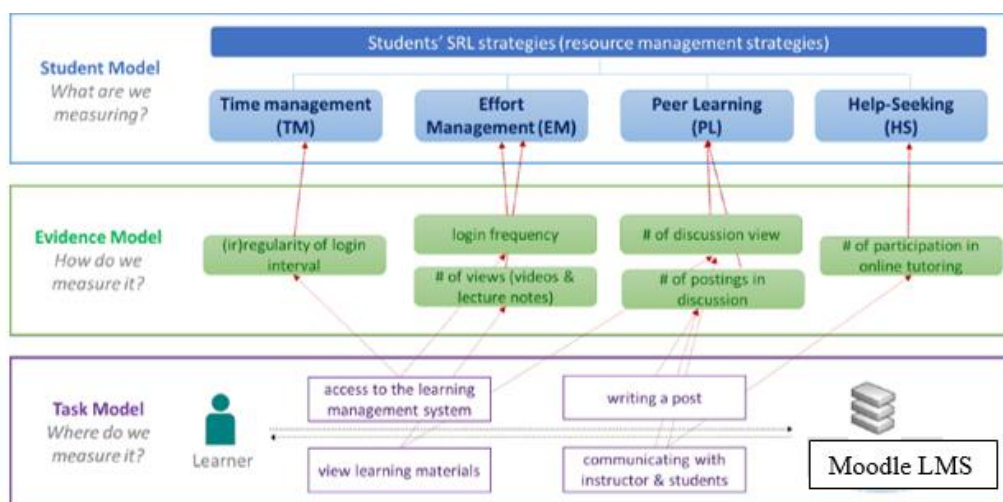 Students' SRL strategies (resource management strategies)
Student Model
What are we
measuring?
Time management
(TM)
Effort
Management (EM)
Peer Learning
(PL)
Help-Seeking
(HS)
Evidence Model
How do we
measure it?
(ir)regularity of login
interval
login frequency
# of views (videos &
lecture notes)
# of discussion view
# of postings in
discussion
# of participation in
online tutoring
Task Model
Where do we
measure it?
Learner
access to the learning
management system
view learning materials
writing a post
communicating with
instructor & students
Moodle LMS